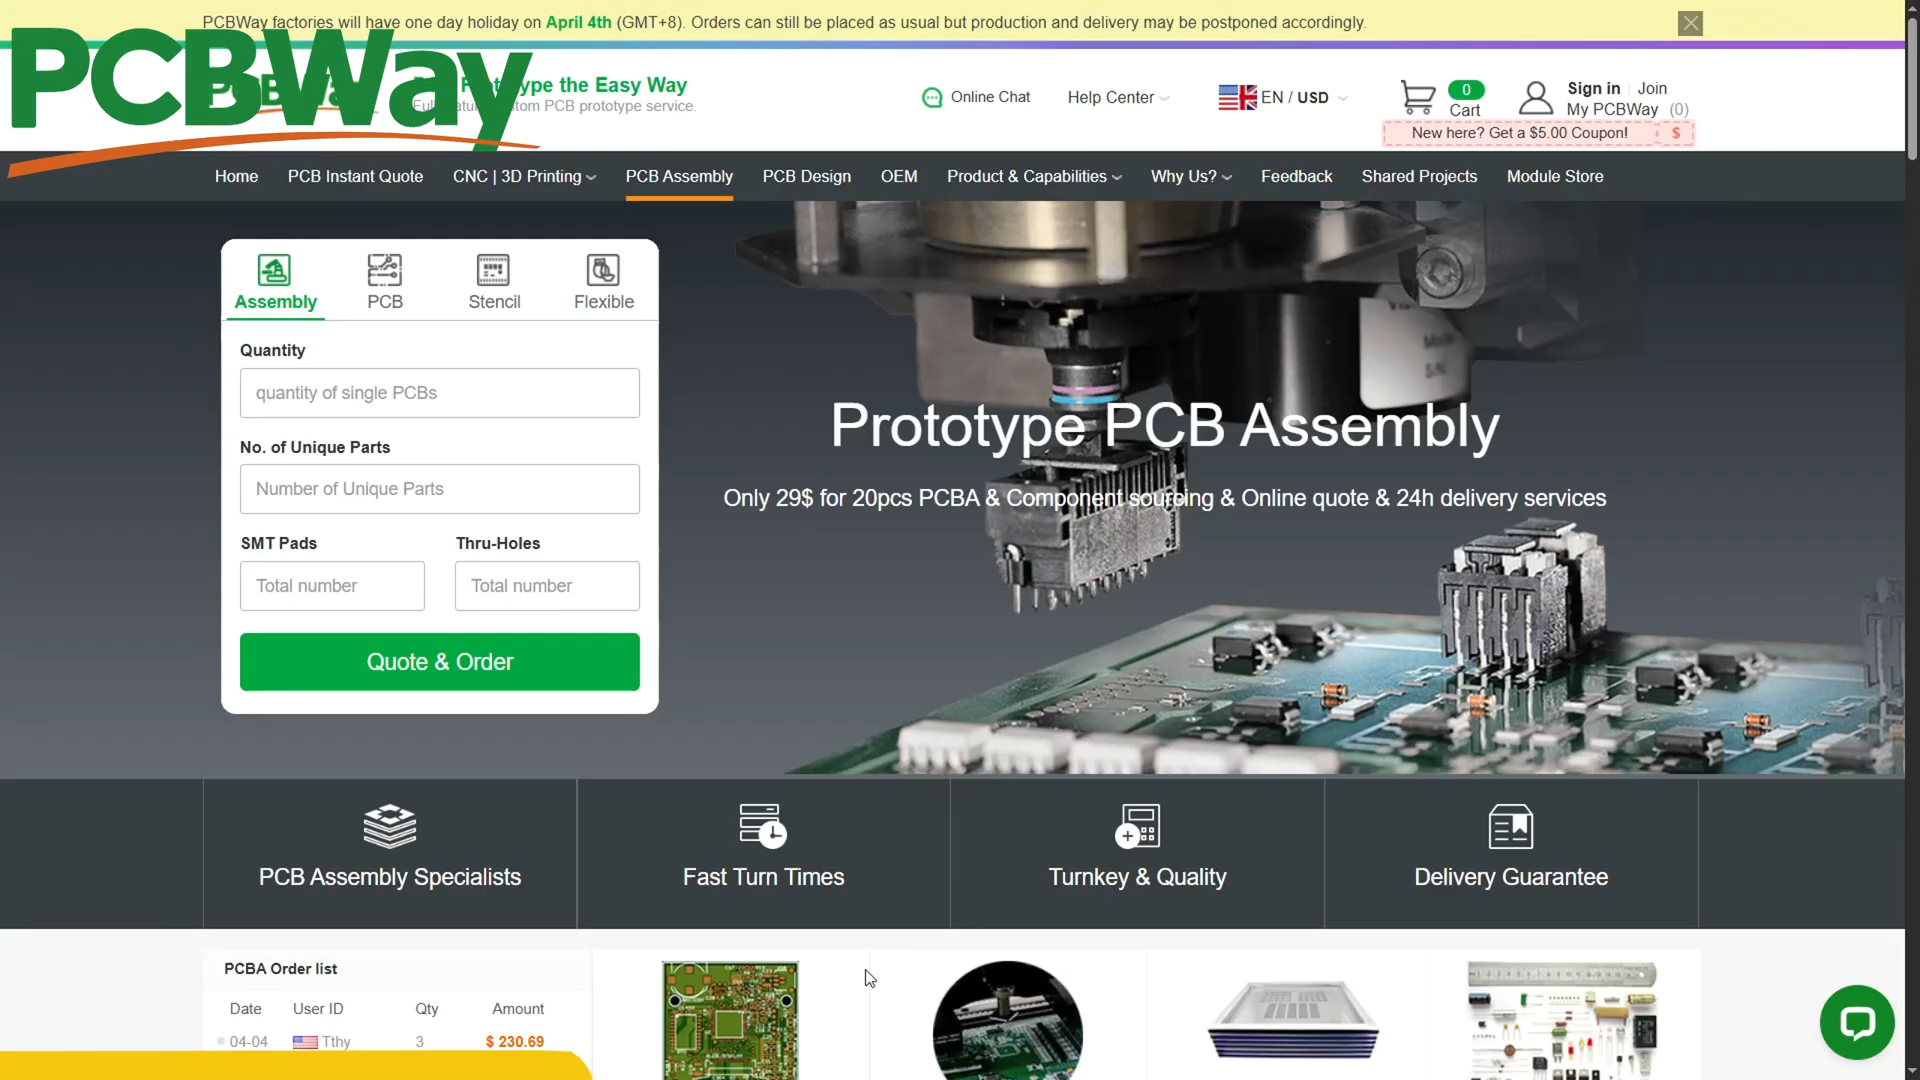 PCBWay factories will have one day holiday on April 4th (GMT+8). Orders can still be placed as usual but production and delivery may be postponed accordingly.
PCBWay
the Easy Way
PCB prototype service.
Online Chat
Help Center
EN / USD
0
Cart
Sign in
Join
My PCBWay (0)
New here? Get a $5.00 Coupon! $
Home
PCB Instant Quote
CNC | 3D Printing
PCB Assembly
PCB Design
OEM
Product & Capabilities
Why Us?
Feedback
Shared Projects
Module Store
Assembly
PCB
Stencil
Flexible
Quantity
quantity of single PCBs
No. of Unique Parts
Number of Unique Parts
SMT Pads
Thru-Holes
Total number
Total number
Quote & Order
Prototype PCB Assembly
Only 29$ for 20pcs PCBA & Component sourcing & Online quote & 24h delivery services
PCB Assembly Specialists
Fast Turn Times
Turnkey & Quality
Delivery Guarantee
PCBA Order list
Date User ID Qty Amount
04-04 Tthy 3 $ 230.69